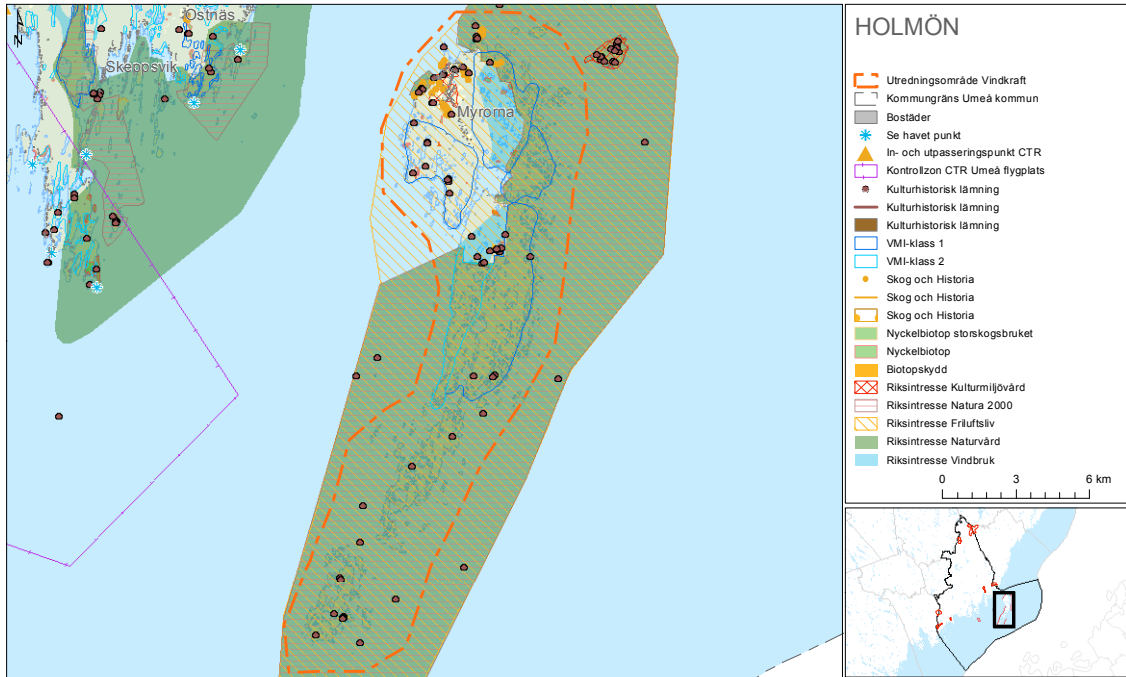 N
Ostnäs
Skeppsvik
Myroma
HOLMÖN
Utredningsområde Vindkraft
Kommungräns Umeå kommun
Bostäder
Se havet punkt
In- och utpasseringspunkt CTR
Kontrollzon CTR Umeå flygplats
Kulturhistorisk lämning
Kulturhistorisk lämning
Kulturhistorisk lämning
VMI-klass 1
VMI-klass 2
Skog och Historia
Skog och Historia
Skog och Historia
Nyckelbiotop storskogsbruket
Nyckelbiotop
Biotopskydd
Riksintresse Kulturmiljövård
Riksintresse Natura 2000
Riksintresse Friluftsliv
Riksintresse Naturvård
Riksintresse Vindbruk
0 3 6 km